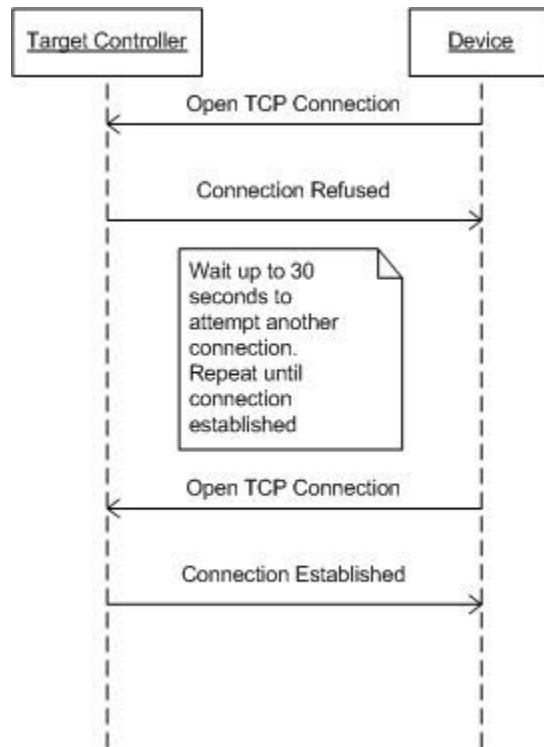 Target Controller
Device
Open TCP Connection
Connection Refused
Wait up to 30
seconds to
attempt another
connection.
Repeat until
connection
established
Open TCP Connection
Connection Established